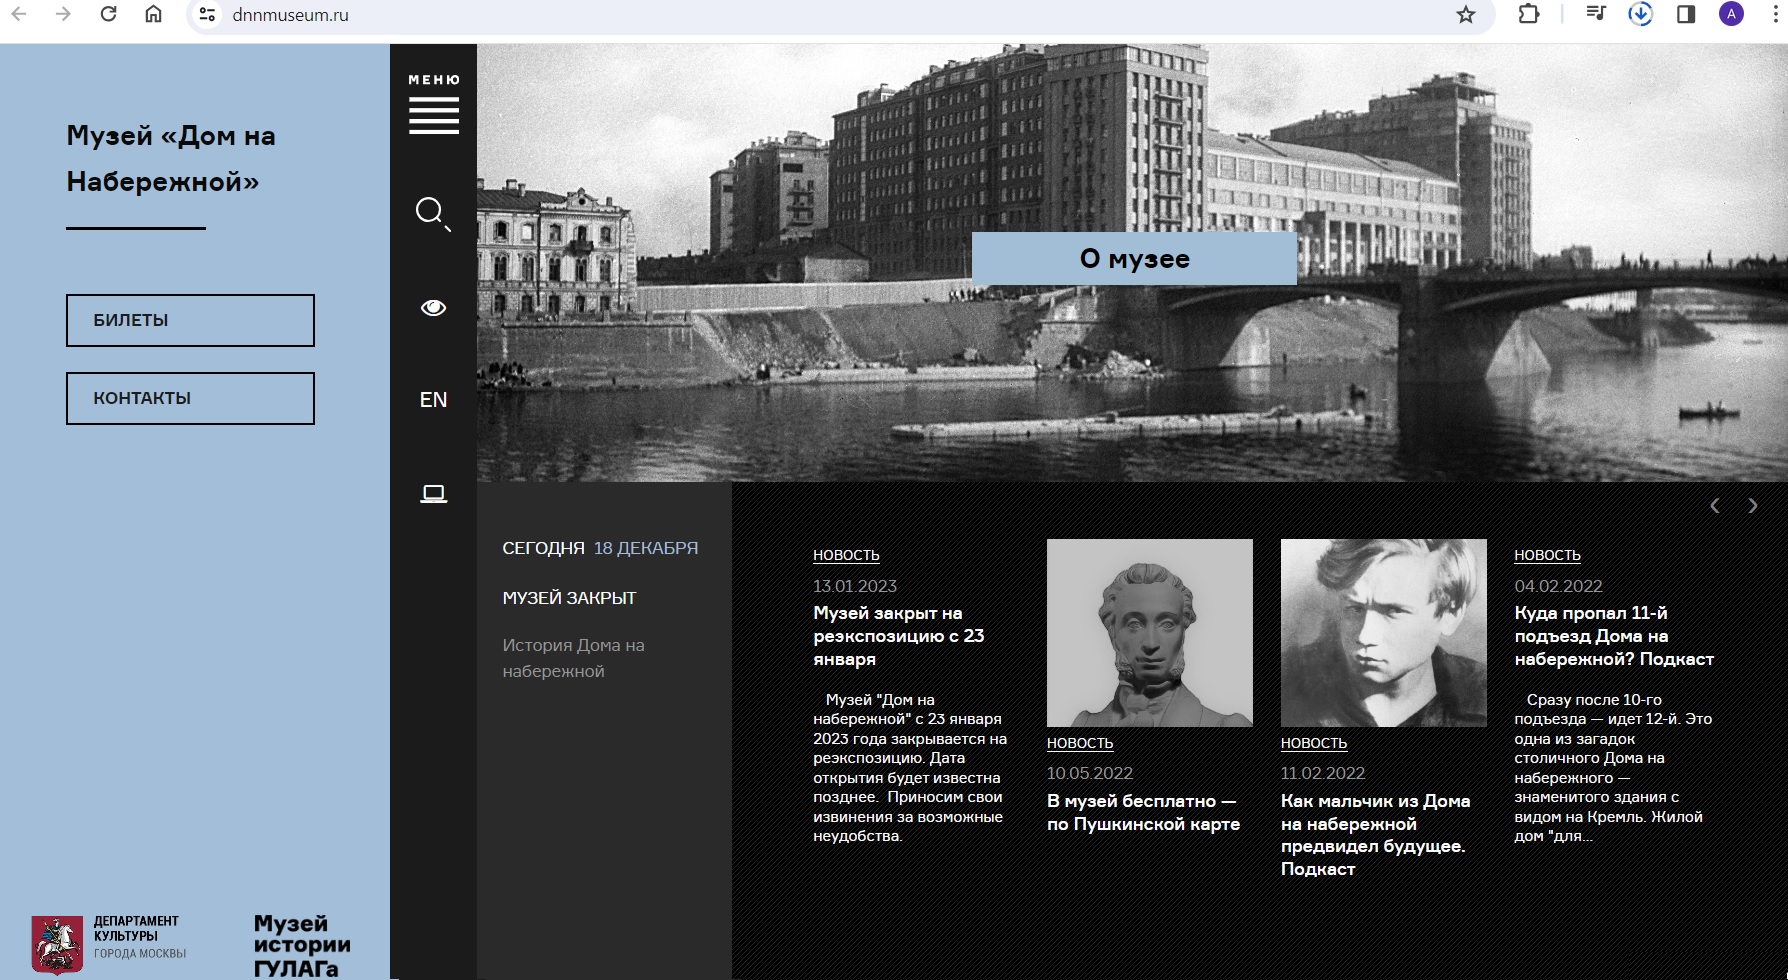 dnnmuseum.ru
A
Музей «Дом на
Набережной»
БИЛЕТЫ
КОНТАКТЫ
ДЕПАРТАМЕНТ
КУЛЬТУРЫ
ГОРОДА МОСКВЫ
Музей
истории
ГУЛАГа
МЕНЮ
EN
О музее
СЕГОДНЯ 18 ДЕКАБРЯ
МУЗЕЙ ЗАКРЫТ
История Дома на
набережной
НОВОСТЬ
13.01.2023
Музей закрыт на
реэкспозицию с 23
января
Музей "Дом на
набережной" с 23 января
2023 года закрывается на
реэкспозицию. Дата
открытия будет известна
позднее. Приносим свои
извинения за возможные
неудобства.
НОВОСТЬ
10.05.2022
В музей бесплатно —
по Пушкинской карте
НОВОСТЬ
11.02.2022
Как мальчик из Дома
на набережной
предвидел будущее.
Подкаст
НОВОСТЬ
04.02.2022
Куда пропал 11-й
подъезд Дома на
набережной? Подкаст
Сразу после 10-го
подъезда — идет 12-й. Это
одна из загадок
столичного Дома на
набережного —
знаменитого здания с
видом на Кремль. Жилой
дом "для...